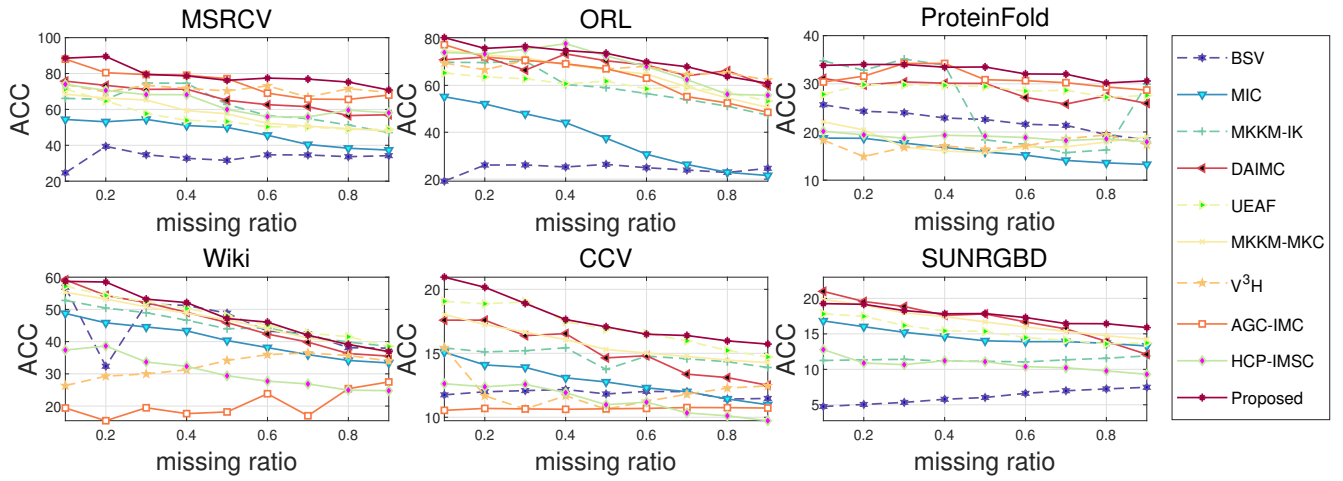 MSRCV
ORL
ProteinFold
ACC
100
80
60
40
20
0.2 0.4 0.6 0.8
missing ratio
ACC
80
60
40
20
0.2 0.4 0.6 0.8
missing ratio
ACC
40
30
20
10
0.2 0.4 0.6 0.8
missing ratio
Wiki
CCV
SUNRGBD
ACC
60
50
40
30
20
0.2 0.4 0.6 0.8
missing ratio
ACC
20
15
10
0.2 0.4 0.6 0.8
missing ratio
ACC
20
15
10
5
0.2 0.4 0.6 0.8
missing ratio
BSV
MIC
MKKM-IK
DAIMC
UEAF
MKKM-MKC
V³H
AGC-IMC
HCP-IMSC
Proposed